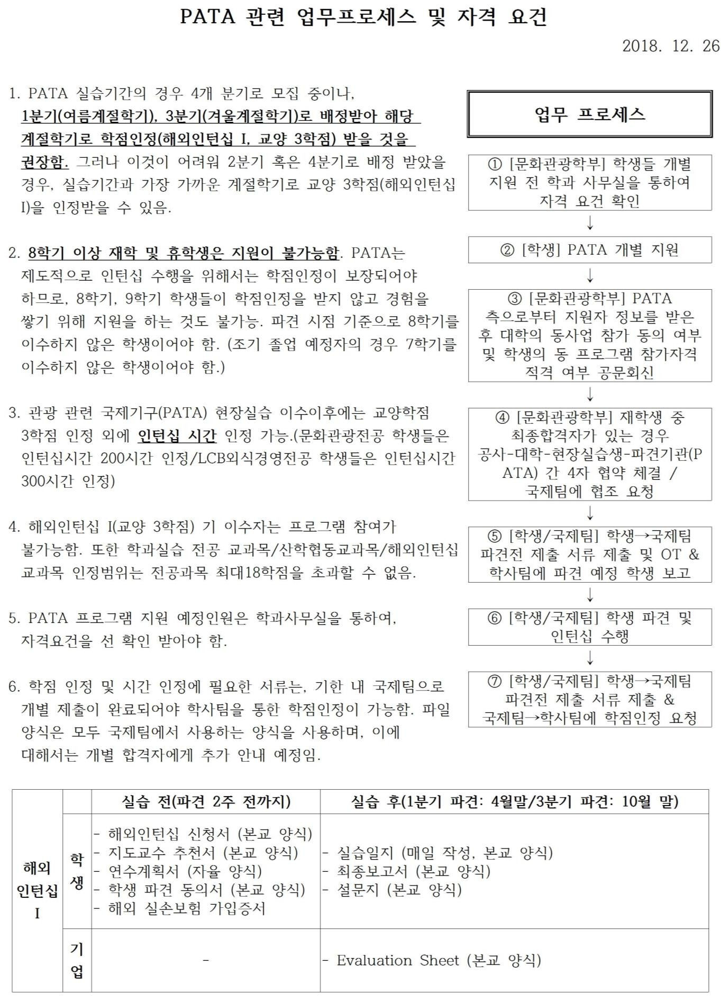 PATA 관련 업무프로세스 및 자격 요건
2018. 12. 26
1. PATA 실습기간의 경우 4개 분기로 모집 중이나,
1분기(여름계절학기), 3분기(겨울계절학기)로 배정받아 해당
계절학기로 학점인정(해외인턴십 I, 교양 3학점) 받을 것을
권장함. 그러나 이것이 어려워 2분기 혹은 4분기로 배정 받았을
경우, 실습기간과 가장 가까운 계절학기로 교양 3학점(해외인턴십
I)을 인정받을 수 있음.
2. 8학기 이상 재학 및 휴학생은 지원이 불가능함. PATA는
제도적으로 인턴십 수행을 위해서는 학점인정이 보장되어야
하므로, 8학기, 9학기 학생들이 학점인정을 받지 않고 경험을
쌓기 위해 지원을 하는 것도 불가능. 파견 시점 기준으로 8학기를
이수하지 않은 학생이어야 함. (조기 졸업 예정자의 경우 7학기를
이수하지 않은 학생이어야 함.)
3. 관광 관련 국제기구(PATA) 현장실습 이수이후에는 교양학점
3학점 인정 외에 인턴십 시간 인정 가능.(문화관광전공 학생들은
인턴십시간 200시간 인정/LCB외식경영전공 학생들은 인턴십시간
300시간 인정)
4. 해외인턴십 I(교양 3학점) 기 이수자는 프로그램 참여가
불가능함. 또한 학과실습 전공 교과목/산학협동교과목/해외인턴십
교과목 인정범위는 전공과목 최대18학점을 초과할 수 없음.
5. PATA 프로그램 지원 예정인원은 학과사무실을 통하여,
자격요건을 선 확인 받아야 함.
6. 학점 인정 및 시간 인정에 필요한 서류는, 기한 내 국제팀으로
개별 제출이 완료되어야 학사팀을 통한 학점인정이 가능함. 파일
양식은 모두 국제팀에서 사용하는 양식을 사용하며, 이에
대해서는 개별 합격자에게 추가 안내 예정임.
업무 프로세스
① [문화관광학부] 학생들 개별
지원 전 학과 사무실을 통하여
자격 요건 확인
↓
② [학생] PATA 개별 지원
↓
③ [문화관광학부] PATA
측으로부터 지원자 정보를 받은
후 대학의 동사업 참가 동의 여부
및 학생의 동 프로그램 참가자격
적격 여부 공문회신
↓
④ [문화관광학부] 재학생 중
최종합격자가 있는 경우
공사-대학-현장실습생-파견기관(P
ATA) 간 4자 협약 체결 /
국제팀에 협조 요청
↓
⑤ [학생/국제팀] 학생→국제팀
파견전 제출 서류 제출 및 OT &
학사팀에 파견 예정 학생 보고
↓
⑥ [학생/국제팀] 학생 파견 및
인턴십 수행
↓
⑦ [학생/국제팀] 학생→국제팀
파견전 제출 서류 제출 &
국제팀→학사팀에 학점인정 요청
실습 전(파견 2주 전까지)
실습 후(1분기 파견: 4월말/3분기 파견: 10월 말)
해외
인턴십
I
학
생
- 해외인턴십 신청서 (본교 양식)
- 지도교수 추천서 (본교 양식)
- 연수계획서 (자율 양식)
- 학생 파견 동의서 (본교 양식)
- 해외 실손보험 가입증서
- 실습일지 (매일 작성, 본교 양식)
- 최종보고서 (본교 양식)
- 설문지 (본교 양식)
기
업
-
- Evaluation Sheet (본교 양식)